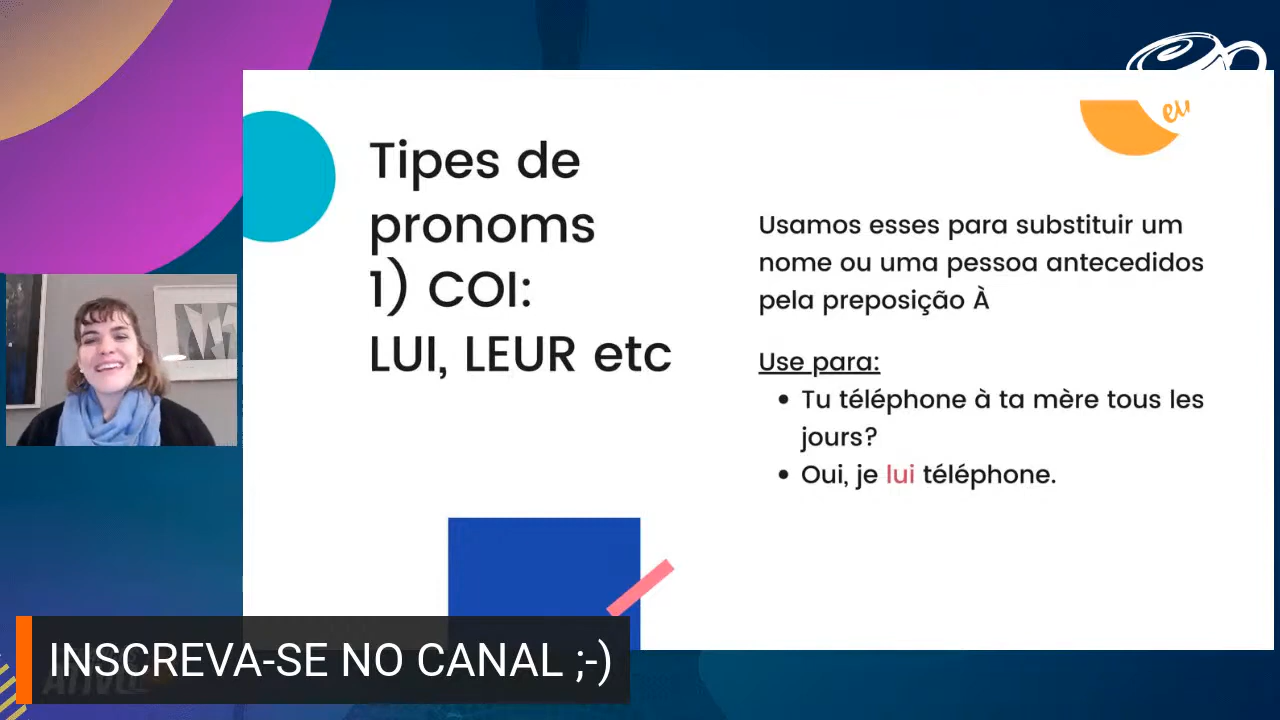 Tipes de
pronoms
1) COI:
LUI, LEUR etc
Usamos esses para substituir um
nome ou uma pessoa antecedidos
pela preposição À
Use para:
• Tu téléphone à ta mère tous les
jours?
• Oui, je lui téléphone.
INSCREVA-SE NO CANAL ;-)